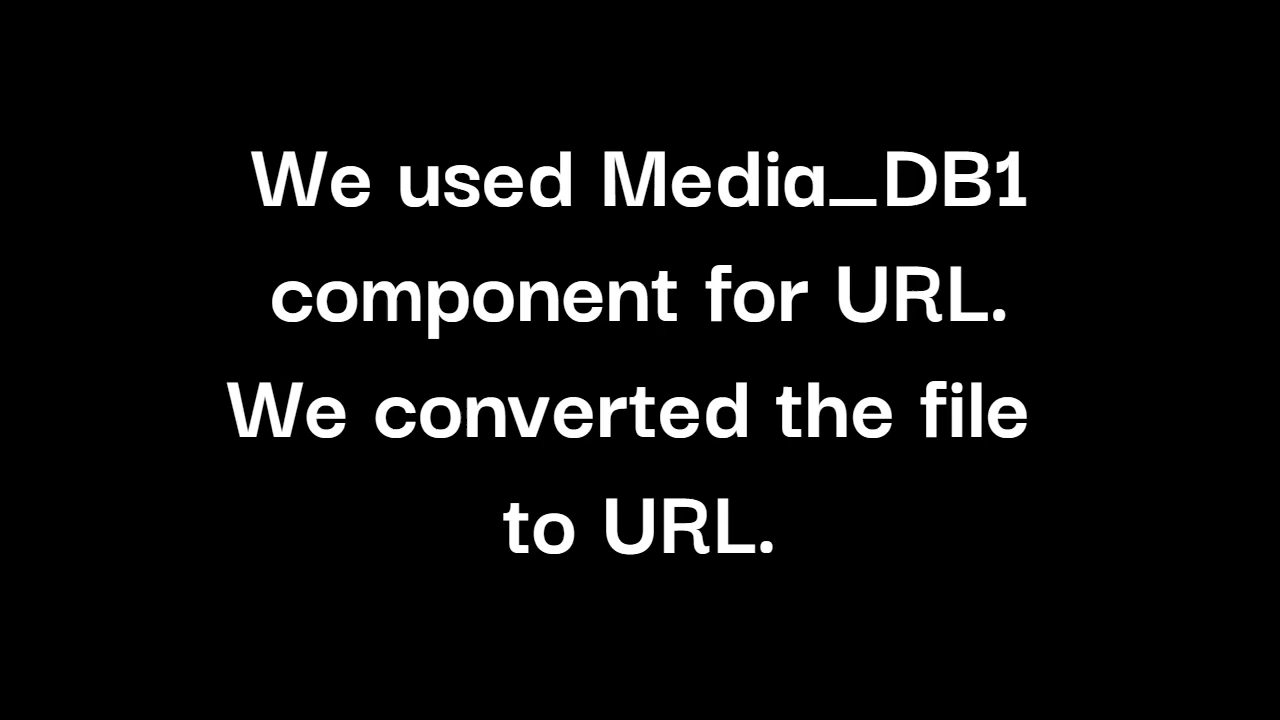 We used Media_DB1
component for URL.
We converted the file
to URL.